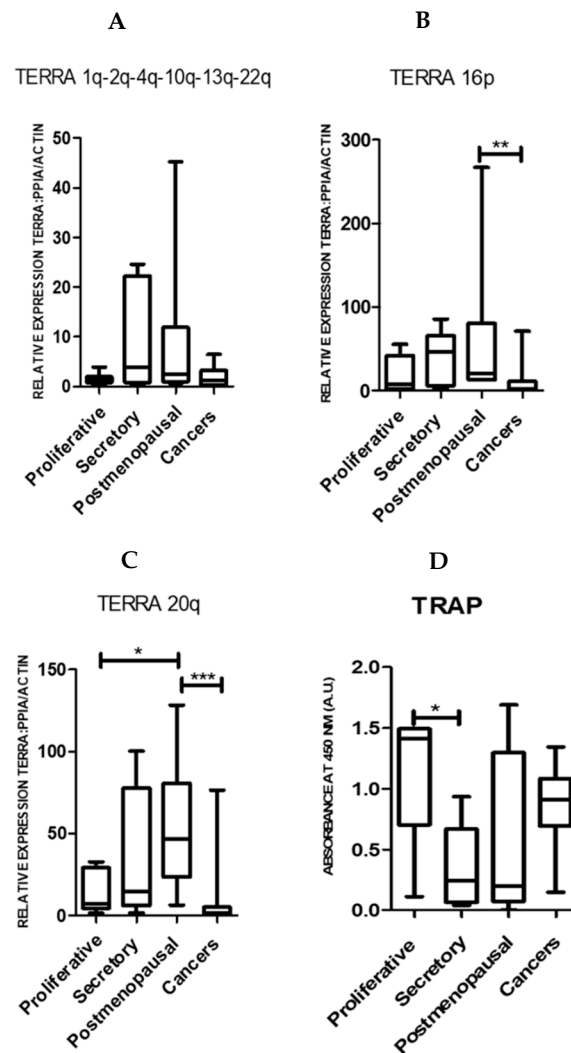 A
B
TERRA 1q-2q-4q-10q-13q-22q
TERRA 16p
RELATIVE EXPRESSION TERRA:PPIA/ACTIN
50
40
30
20
10
0
Proliferative
Secretory
Postmenopausal
Cancers
RELATIVE EXPRESSION TERRA:PPIA/ACTIN
300
200
100
0
**
Proliferative
Secretory
Postmenopausal
Cancers
C
D
TERRA 20q
TRAP
RELATIVE EXPRESSION TERRA:PPIA/ACTIN
150
100
50
0
*
***
Proliferative
Secretory
Postmenopausal
Cancers
ABSORBANCE AT 450 NM (A.U.)
2.0
1.5
1.0
0.5
0.0
*
Proliferative
Secretory
Postmenopausal
Cancers